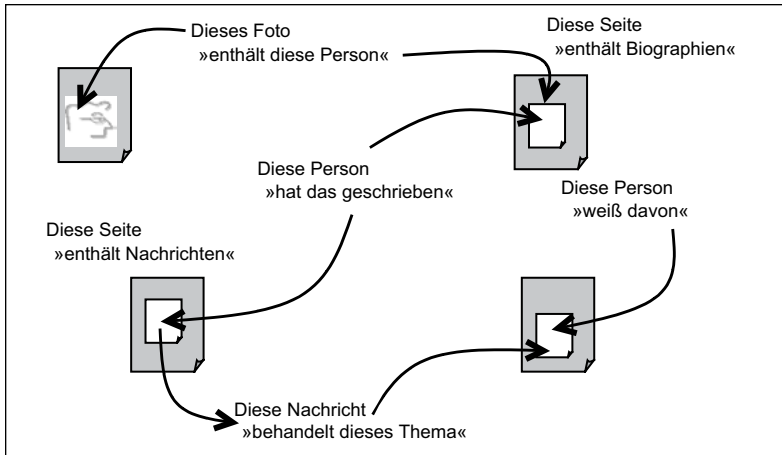 Dieses Foto
»enthält diese Person«
Diese Seite
»enthält Biographien«
Diese Person
»hat das geschrieben«
Diese Person
»weiß davon«
Diese Seite
»enthält Nachrichten«
Diese Nachricht
»behandelt dieses Thema«